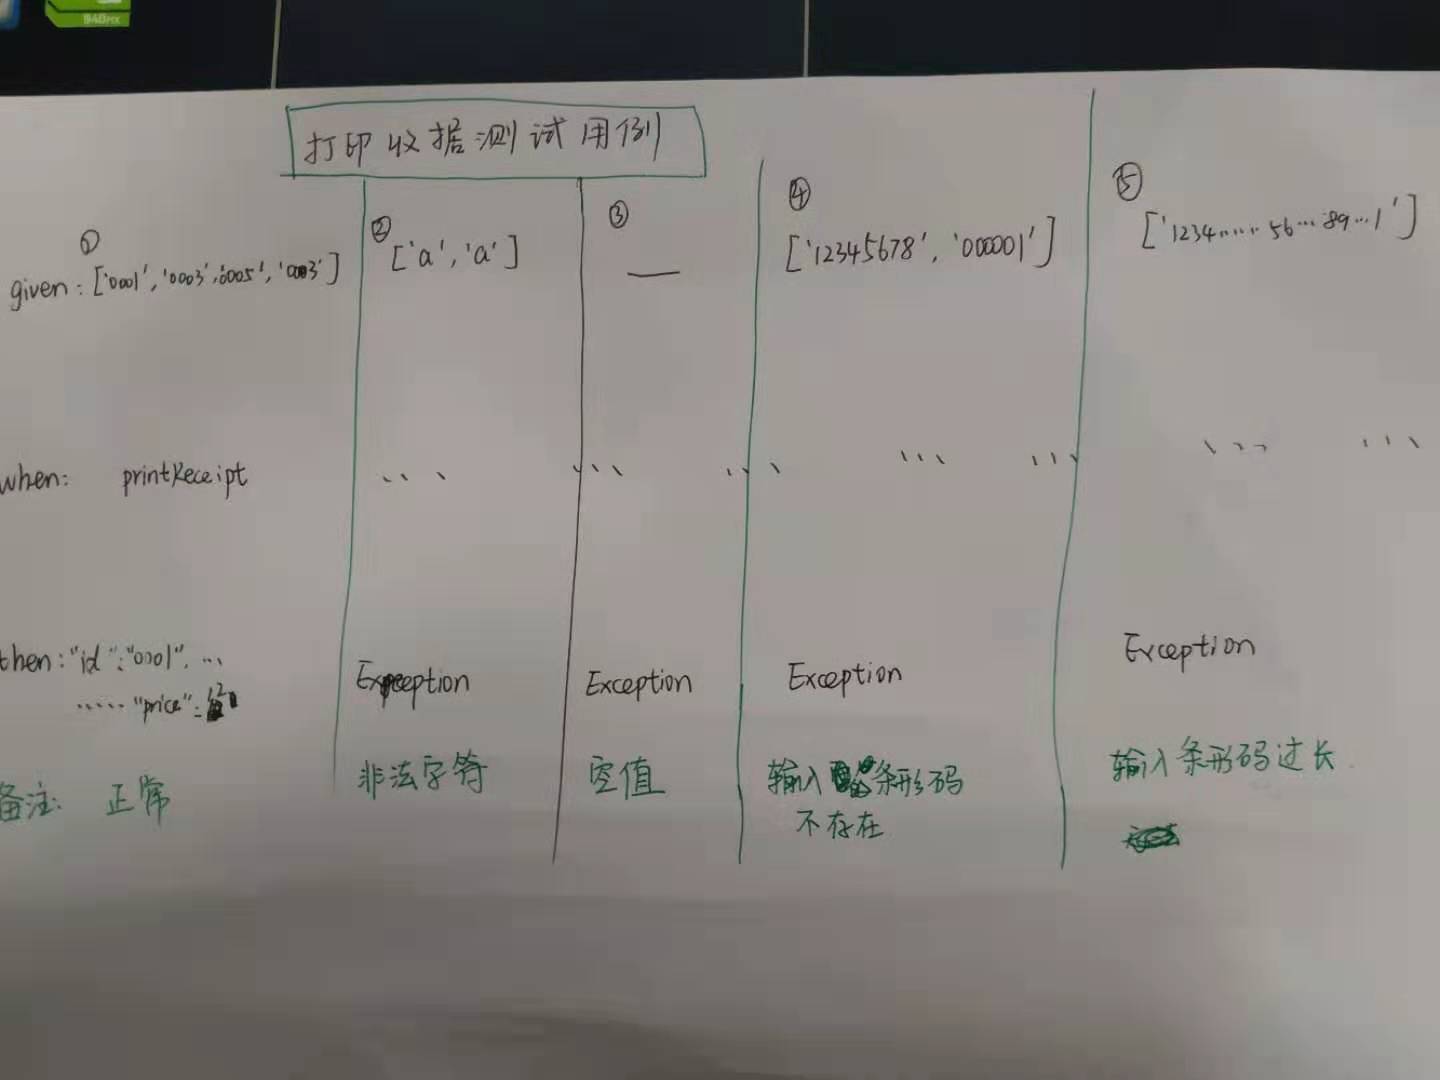 940MX
打印收据测试用例
① ② ③ ④ ⑤
given: ['0001','0003','0005','0003'] ['a','a'] — ['12345678','000001'] ['1234......56...89...1']
when: printReceipt ... ... ... ... ... ... ...
then: "id":"0001", ... Exception Exception Exception Exception
..... "price":
备注: 正常 非法字符 空值 输入条形码 输入条形码过长
不存在